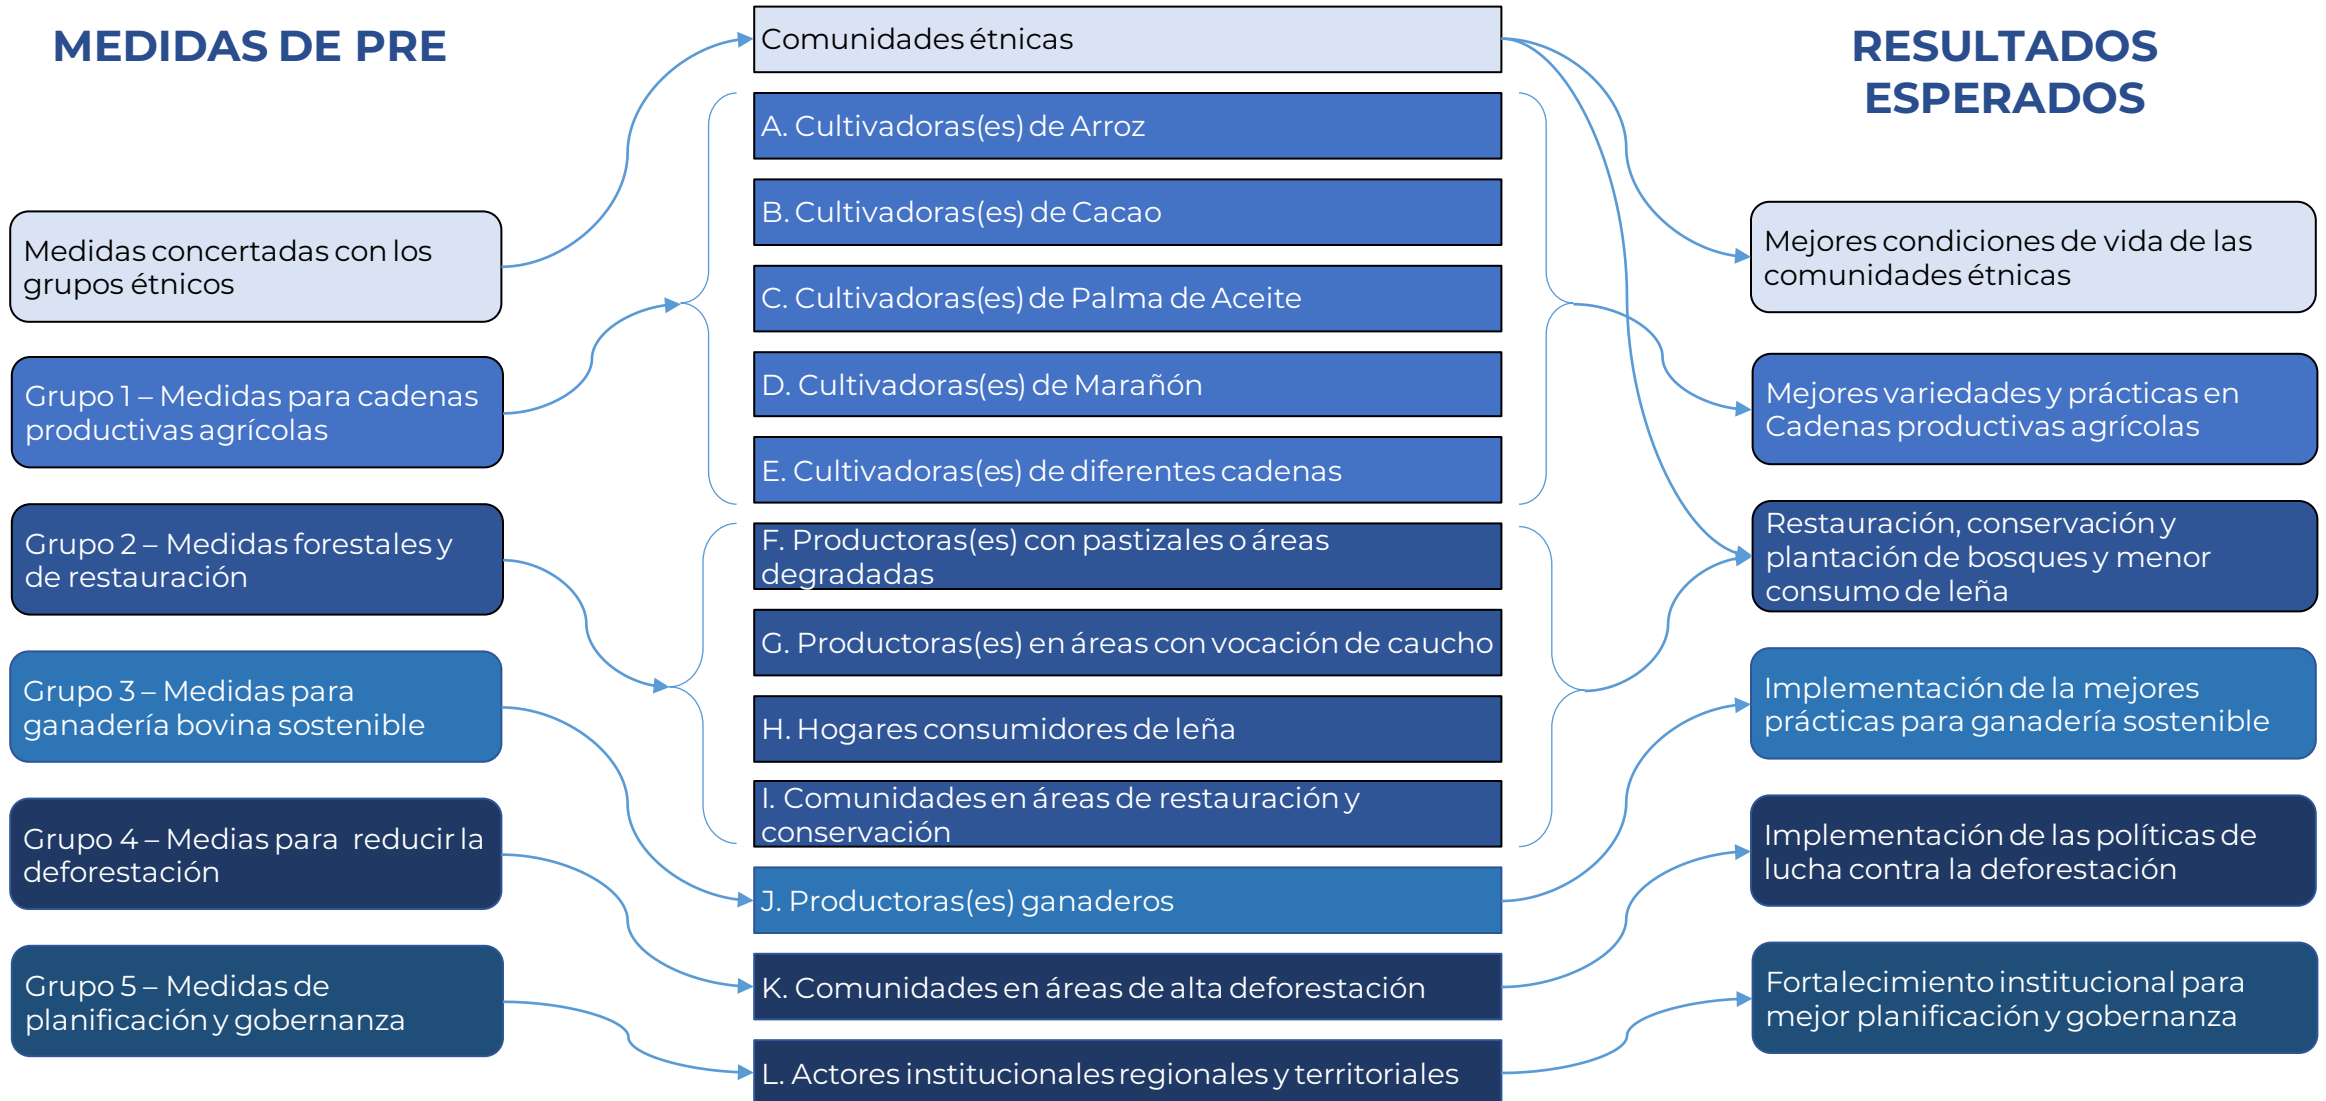 MEDIDAS DE PRE
Medidas concertadas con los
grupos étnicos
Grupo 1 – Medidas para cadenas
productivas agrícolas
Grupo 2 – Medidas forestales y
de restauración
Grupo 3 – Medidas para
ganadería bovina sostenible
Grupo 4 – Medias para  reducir la
deforestación
Grupo 5 – Medidas de
planificación y gobernanza
Comunidades étnicas
A. Cultivadoras(es) de Arroz
B. Cultivadoras(es) de Cacao
C. Cultivadoras(es) de Palma de Aceite
D. Cultivadoras(es) de Marañón
E. Cultivadoras(es) de diferentes cadenas
F. Productoras(es) con pastizales o áreas
degradadas
G. Productoras(es) en áreas con vocación de caucho
H. Hogares consumidores de leña
I. Comunidades en áreas de restauración y
conservación
J. Productoras(es) ganaderos
K. Comunidades en áreas de alta deforestación
L. Actores institucionales regionales y territoriales
RESULTADOS
ESPERADOS
Mejores condiciones de vida de las
comunidades étnicas
Mejores variedades y prácticas en
Cadenas productivas agrícolas
Restauración, conservación y
plantación de bosques y menor
consumo de leña
Implementación de la mejores
prácticas para ganadería sostenible
Implementación de las políticas de
lucha contra la deforestación
Fortalecimiento institucional para
mejor planificación y gobernanza